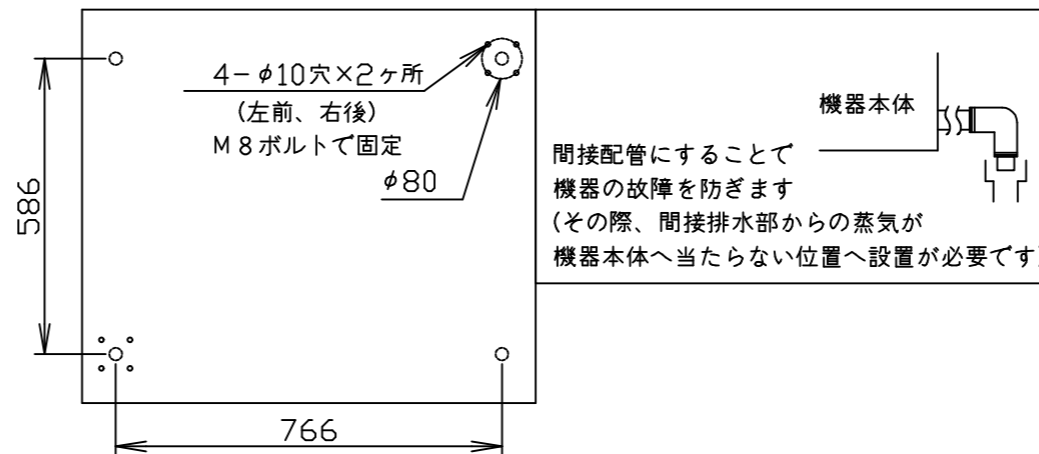 4-φ10穴×2ヶ所
(左前、右後)
M8ボルトで固定
φ80
586
766
機器本体
間接配管にすることで
機器の故障を防ぎます
(その際、間接排水部からの蒸気が
機器本体へ当たらない位置へ設置が必要です)